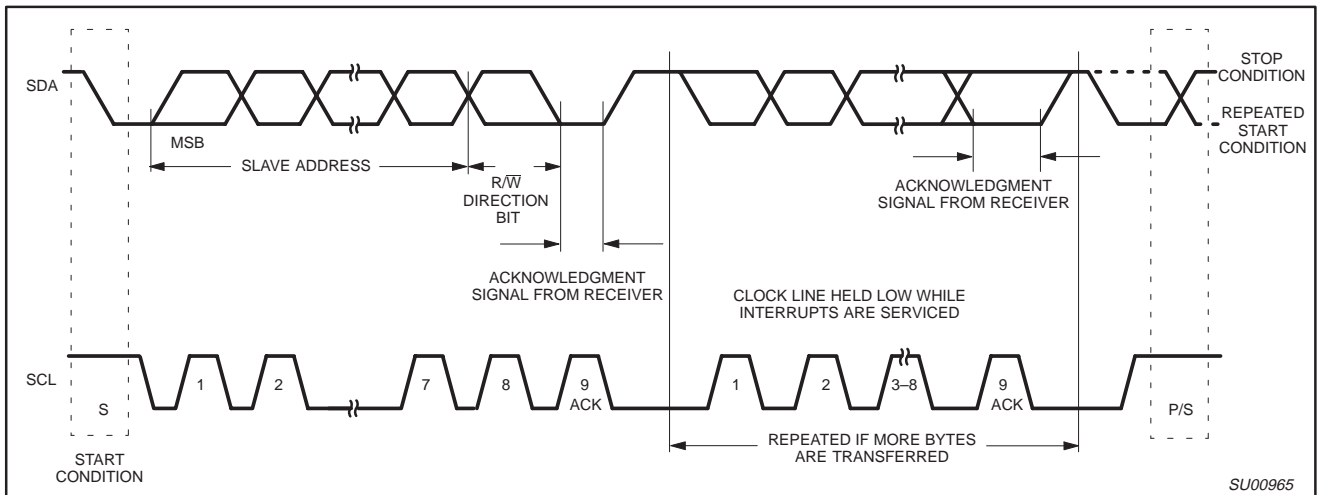 SDA
STOP
CONDITION
REPEATED
START
CONDITION
MSB
SLAVE ADDRESS
R/W̅
DIRECTION
BIT
ACKNOWLEDGMENT
SIGNAL FROM RECEIVER
ACKNOWLEDGMENT
SIGNAL FROM RECEIVER
CLOCK LINE HELD LOW WHILE
INTERRUPTS ARE SERVICED
SCL
S
1
2
7
8
9
ACK
1
2
3–8
9
ACK
P/S
START
CONDITION
REPEATED IF MORE BYTES
ARE TRANSFERRED
SU00965